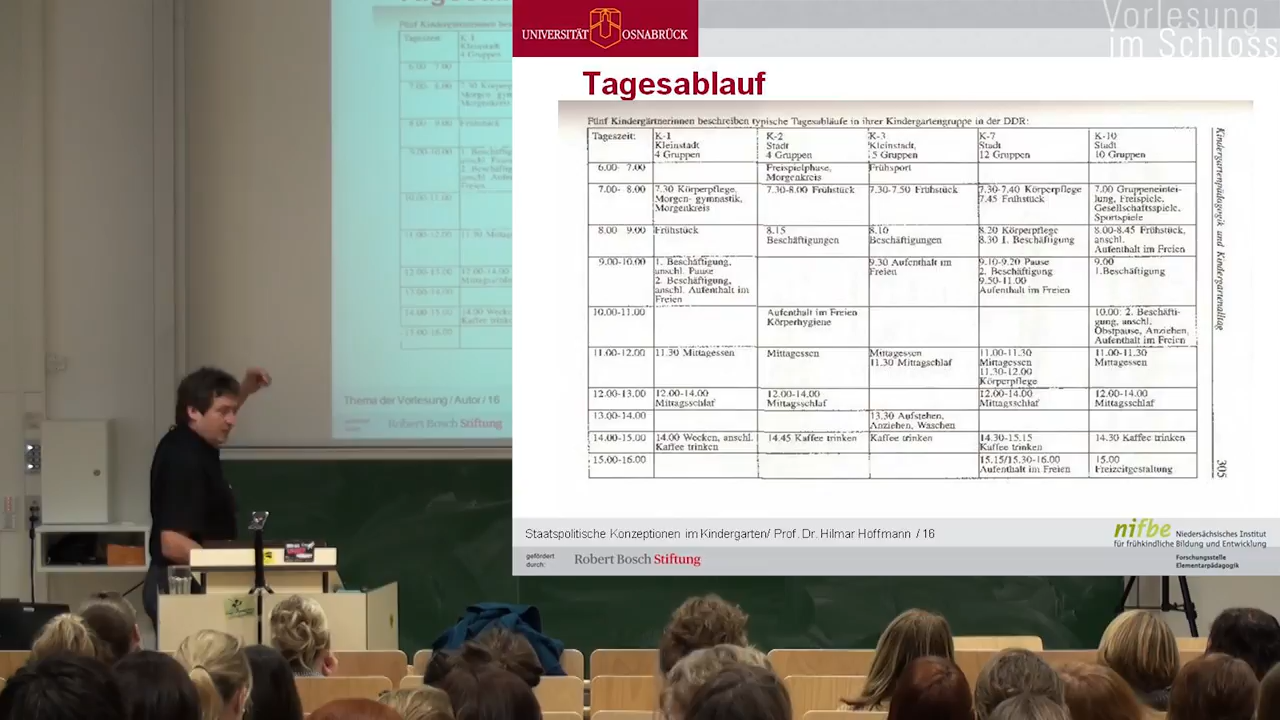 UNIVERSITÄT OSNABRÜCK
Vorlesung
im Schloss
Tagesablauf
Fünf Kindergärtnerinnen beschreiben typische Tagesabläufe in ihrer Kindergartengruppe in der DDR:
Tageszeit: K-1 K-2 K-3 K-7 K-10
Kleinstadt Stadt Kleinstadt, Stadt Stadt
4 Gruppen 4 Gruppen 5 Gruppen 12 Gruppen 10 Gruppen
6.00- 7.00 Freispielphase, Frühsport
Morgenkreis
7.00- 8.00 7.30 Körperpflege, 7.30-8.00 Frühstück 7.30-7.50 Frühstück 7.30-7.40 Körperpflege 7.00 Gruppeneintei-
Morgen- gymnastik, 7.45 Frühstück lung, Freispiele,
Morgenkreis Gesellschaftsspiele,
Sportspiele
8.00 9.00 Frühstück 8.15 8.10 8.20 Körperpflege 8.00-8.45 Frühstück,
Beschäftigungen Beschäftigungen 8.30 1. Beschäftigung anschl.
Aufenthalt im Freien
9.00-10.00 1. Beschäftigung, 9.30 Aufenthalt im 9.10-9.20 Pause 9.00
anschl. Pause Freien 2. Beschäftigung 1.Beschäftigung
2. Beschäftigung, 9.50-11.00
anschl. Aufenthalt im Aufenthalt im Freien
Freien
10.00-11.00 Aufenthalt im Freien 10.00: 2. Beschäfti-
Körperhygiene gung, anschl.
Obstpause, Anziehen,
Aufenthalt im Freien
11.00-12.00 11.30 Mittagessen Mittagessen Mittagessen 11.00-11.30 11.00-11.30
11.30 Mittagschlaf Mittagessen Mittagessen
11.30-12.00
Körperpflege
12.00-13.00 12.00-14.00 12.00-14.00 12.00-14.00 12.00-14.00
Mittagsschlaf Mittagsschlaf Mittagsschlaf Mittagsschlaf
13.00-14.00 13.30 Aufstehen,
Anziehen, Waschen
14.00-15.00 14.00 Wecken, anschl. 14.45 Kaffee trinken Kaffee trinken 14.30-15.15 14.30 Kaffee trinken
Kaffee trinken Kaffee trinken
15.00-16.00 15.15/15.30-16.00 15.00
Aufenthalt im Freien Freizeitgestaltung
Kindergartenpädagogik und Kindergartenalltag
305
Staatspolitische Konzeptionen im Kindergarten/ Prof. Dr. Hilmar Hoffmann / 16
nifbe Niedersächsisches Institut
für frühkindliche Bildung und Entwicklung
Forschungsstelle
Elementarpädagogik
gefördert
durch:
Robert Bosch Stiftung
Thema der Vorlesung / Autor / 16
Robert Bosch Stiftung